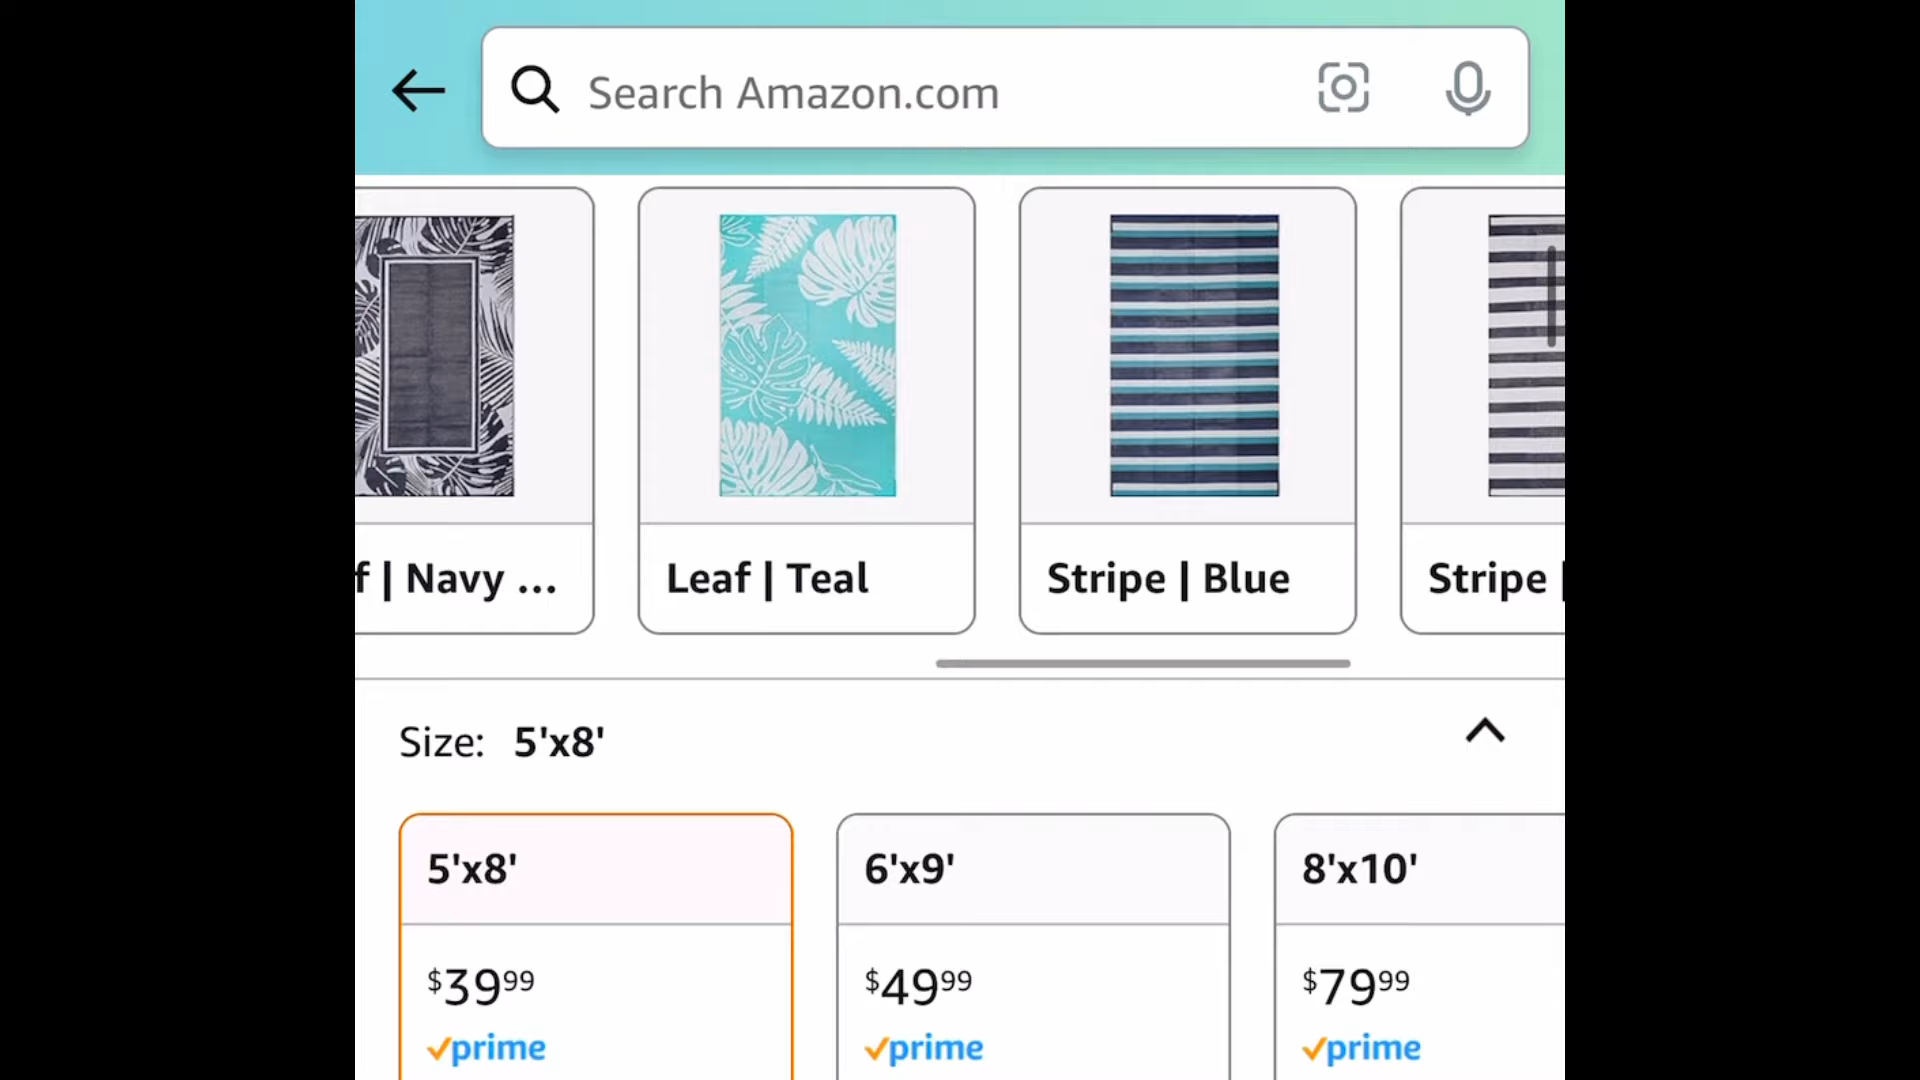 Search Amazon.com
f | Navy ...
Leaf | Teal
Stripe | Blue
Stripe |
Size: 5'x8'
5'x8'
6'x9'
8'x10'
$3999
$4999
$7999
prime
prime
prime